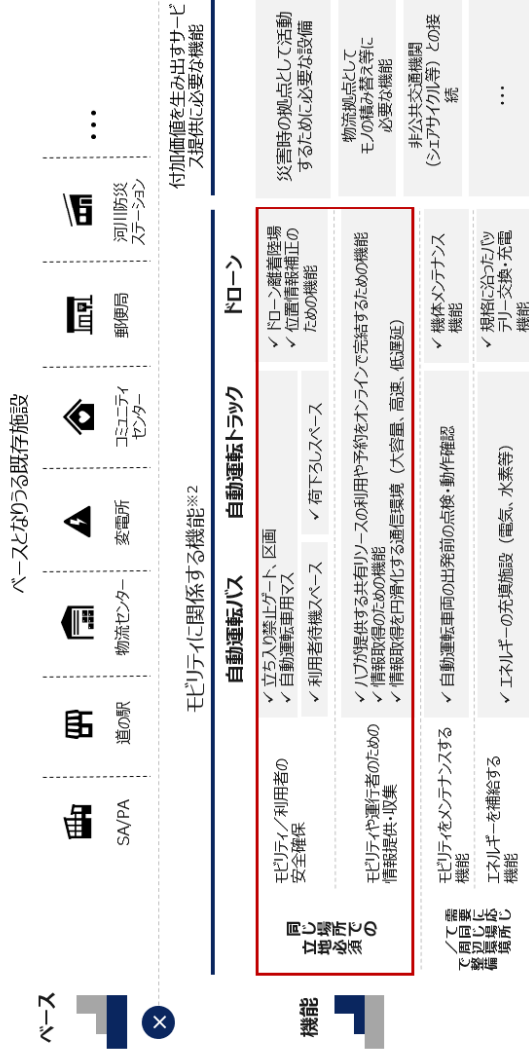 ベースとなりうる既存施設
ベース
SA/PA
道の駅
物流センター
変電所
コミュニティ
センター
郵便局
河川防災
ステーション
…
モビリティに関係する機能※2
付加価値を生み出すサービ
ス提供に必要な機能
機能
自動運転バス
自動運転トラック
ドローン
同じ場所での
立地必須
モビリティ／利用者の
安全確保
✓ 立ち入り禁止ゲート、区画
✓ 自動運転車用マス
✓ 利用者待機スペース
✓ 荷下ろしスペース
✓ ドローン離着陸場
✓ 位置情報補正の
ための機能
災害時の拠点として活動
するために必要な設備
モビリティや運行者のための
情報提供・収集
✓ ハブが提供する共有リソースの利用や予約をオンラインで完結するための機能
✓ 情報取得のための機能
✓ 情報取得を円滑化する通信環境（大容量、高速、低遅延）
物流拠点として
モノの積み替え等に
必要な機能
需要に応じ
て同じ場所
／周辺環境
で整備
モビリティをメンテナンスする
機能
✓ 自動運転車両の出発前の点検・動作確認
✓ 機体メンテナンス
機能
非公共交通機関
（シェアサイクル等）との接
続
エネルギーを補給する
機能
✓ エネルギーの充填施設（電気、水素等）
✓ 規格に沿ったバッ
テリー交換・充電
機能
…